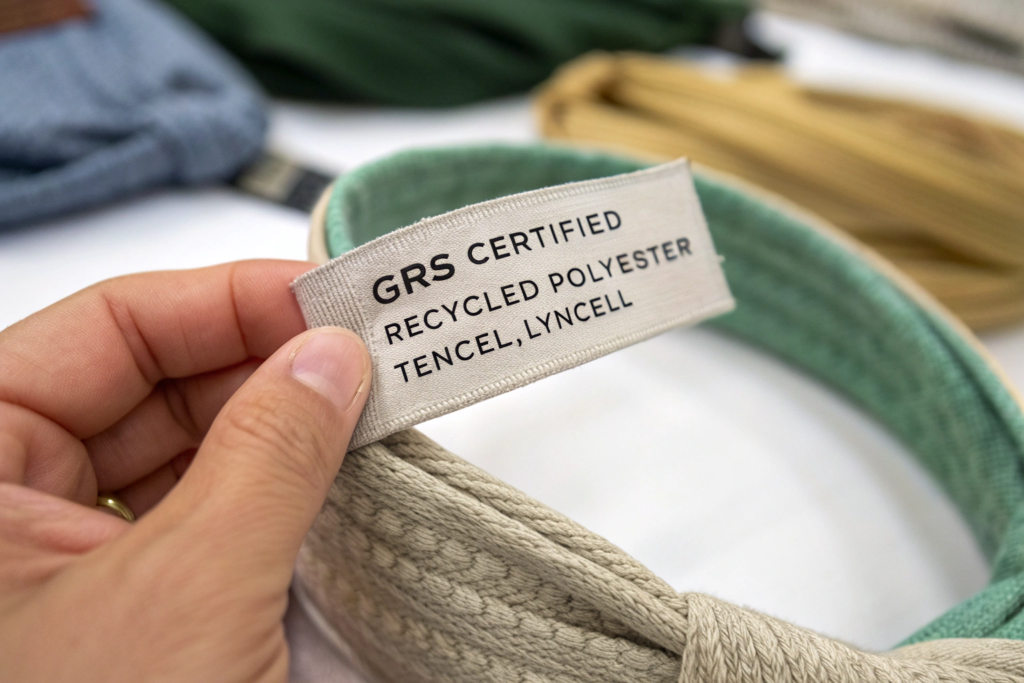 GRS CERTIFIED
RECYCLED POLYESTER
TENCEL, LYNCELL